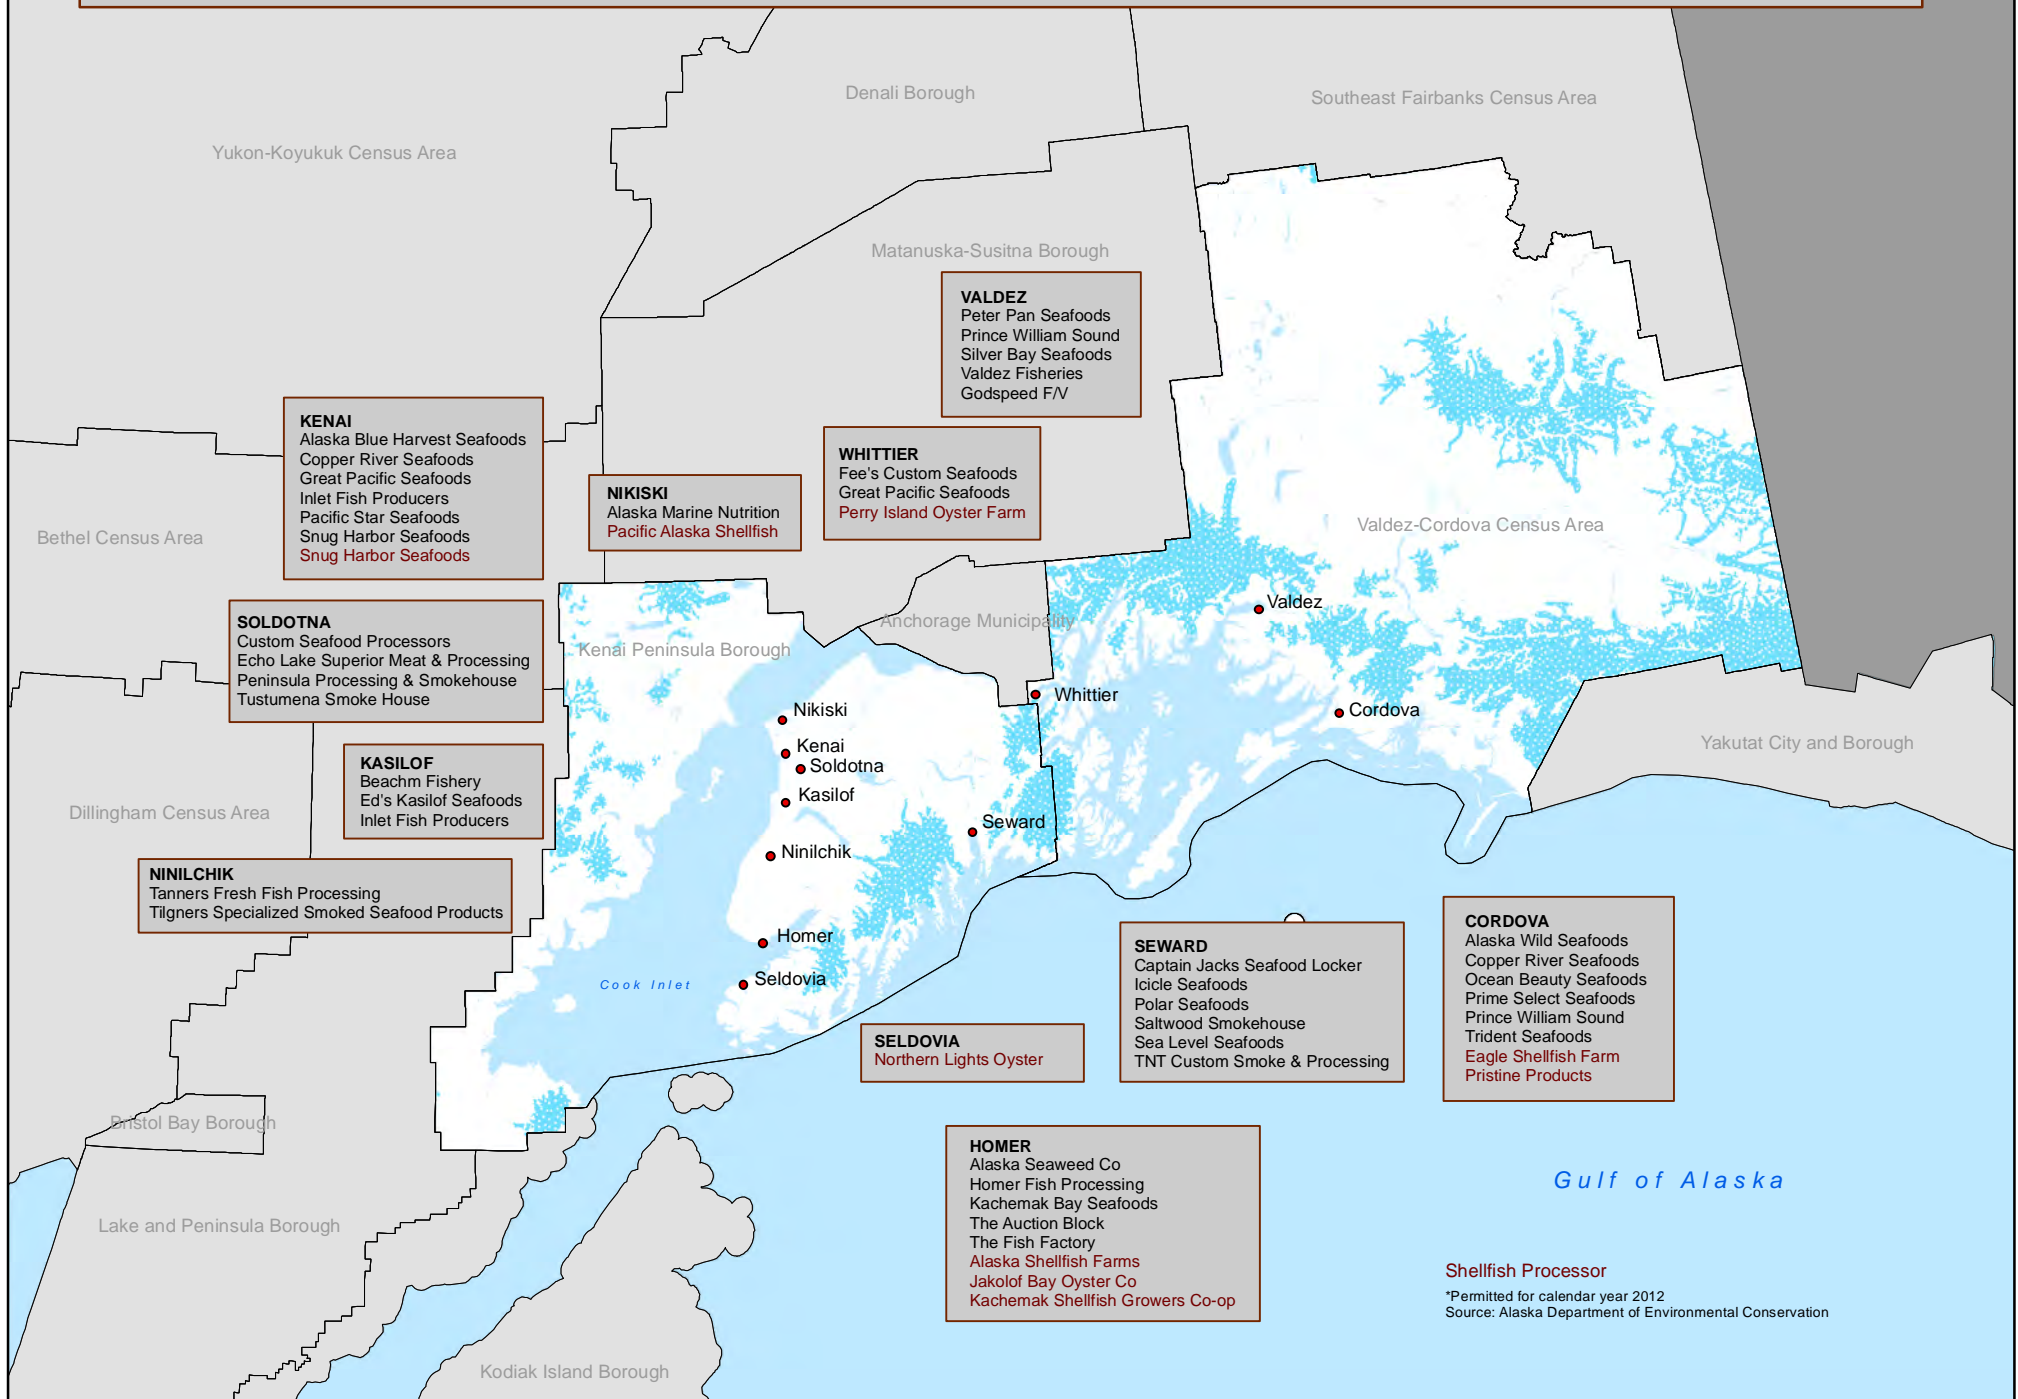 Denali Borough
Southeast Fairbanks Census Area
Yukon-Koyukuk Census Area
Matanuska-Susitna Borough
VALDEZ
Peter Pan Seafoods
Prince William Sound
Silver Bay Seafoods
Valdez Fisheries
Godspeed F/V
KENAI
Alaska Blue Harvest Seafoods
Copper River Seafoods
Great Pacific Seafoods
Inlet Fish Producers
Pacific Star Seafoods
Snug Harbor Seafoods
Snug Harbor Seafoods
NIKISKI
Alaska Marine Nutrition
Pacific Alaska Shellfish
WHITTIER
Fee's Custom Seafoods
Great Pacific Seafoods
Perry Island Oyster Farm
Bethel Census Area
Valdez-Cordova Census Area
SOLDOTNA
Custom Seafood Processors
Echo Lake Superior Meat & Processing
Peninsula Processing & Smokehouse
Tustumena Smoke House
Kenai Peninsula Borough
Anchorage Municipality
Valdez
Whittier
Cordova
Nikiski
Kenai
Soldotna
Kasilof
Seward
Ninilchik
Homer
Seldovia
Yakutat City and Borough
KASILOF
Beachm Fishery
Ed's Kasilof Seafoods
Inlet Fish Producers
Dillingham Census Area
NINILCHIK
Tanners Fresh Fish Processing
Tilgners Specialized Smoked Seafood Products
Cook Inlet
SELDOVIA
Northern Lights Oyster
SEWARD
Captain Jacks Seafood Locker
Icicle Seafoods
Polar Seafoods
Saltwood Smokehouse
Sea Level Seafoods
TNT Custom Smoke & Processing
CORDOVA
Alaska Wild Seafoods
Copper River Seafoods
Ocean Beauty Seafoods
Prime Select Seafoods
Prince William Sound
Trident Seafoods
Eagle Shellfish Farm
Pristine Products
Bristol Bay Borough
HOMER
Alaska Seaweed Co
Homer Fish Processing
Kachemak Bay Seafoods
The Auction Block
The Fish Factory
Alaska Shellfish Farms
Jakolof Bay Oyster Co
Kachemak Shellfish Growers Co-op
Gulf of Alaska
Lake and Peninsula Borough
Kodiak Island Borough
Shellfish Processor
*Permitted for calendar year 2012
Source: Alaska Department of Environmental Conservation